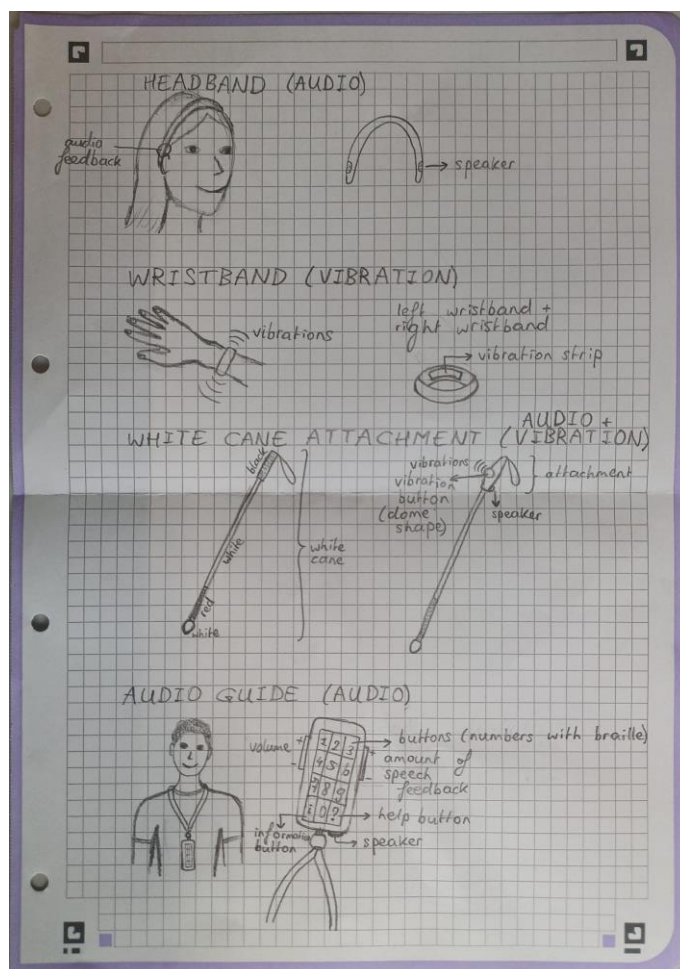 HEADBAND (AUDIO)
audio
feedback
speaker
WRISTBAND (VIBRATION)
vibrations
left wristband +
right wristband
vibration strip
WHITE CANE ATTACHMENT (AUDIO +
VIBRATION)
black
white
red
white
white
cane
vibrations
vibration
button
(dome
shape)
attachment
speaker
AUDIO GUIDE (AUDIO)
volume
+
-
1 2 3
4 5 6
7 8 9
i 0 ?
buttons (numbers with braille)
+
-
amount of
speech
feedback
help button
information
button
speaker